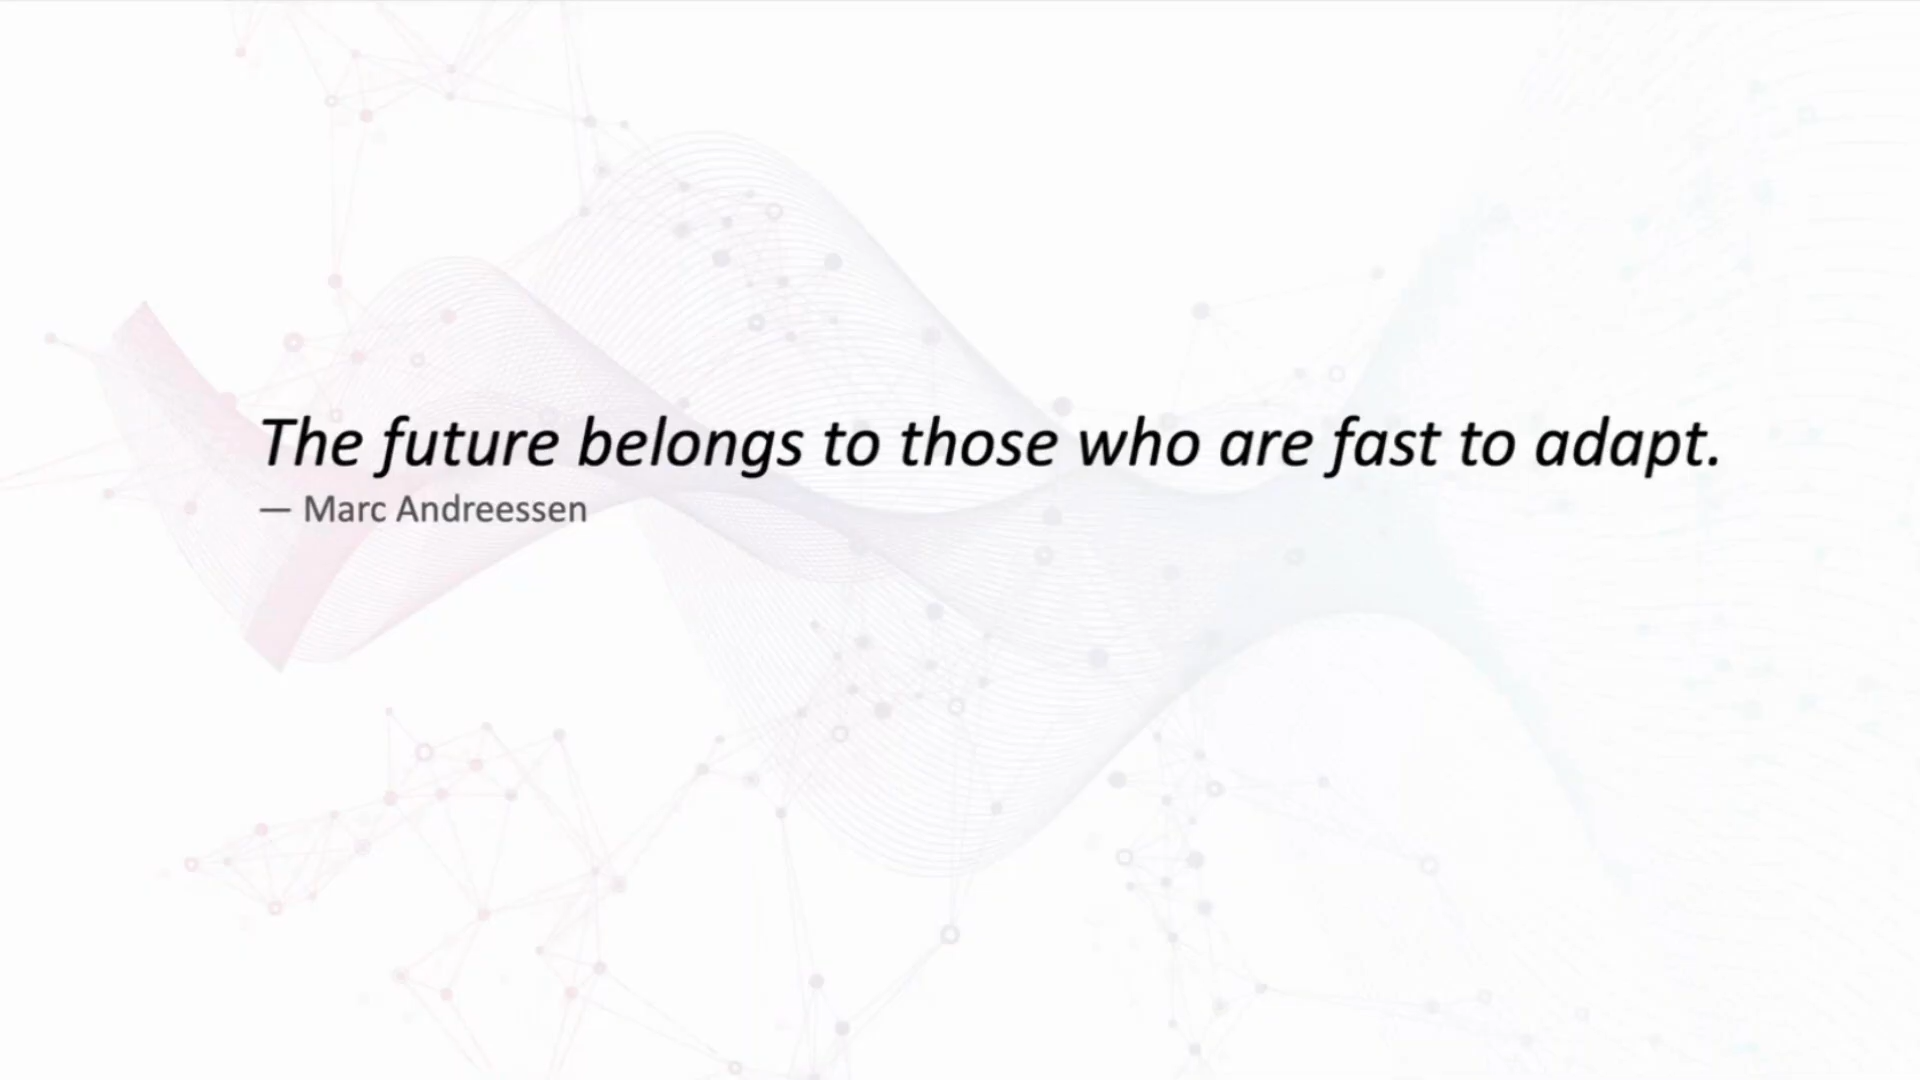 The future belongs to those who are fast to adapt.
— Marc Andreessen